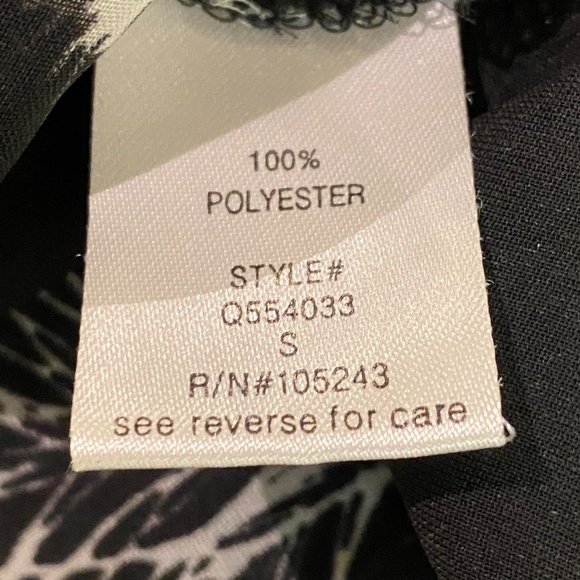 100%
POLYESTER
STYLE#
Q554033
S
R/N#105243
see reverse for care